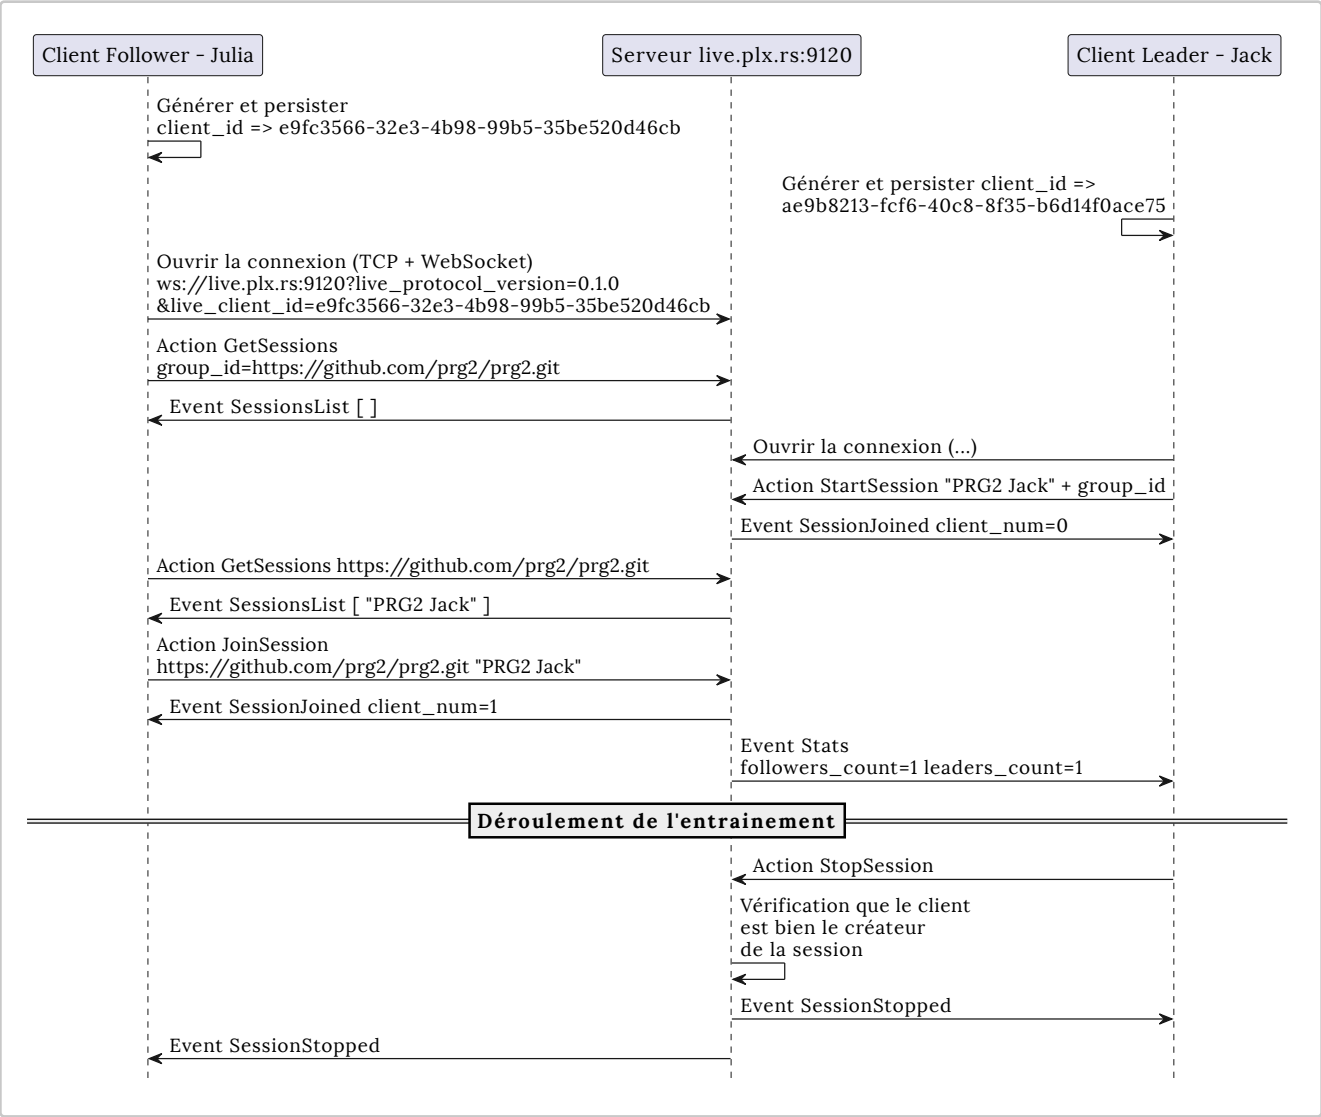 Client Follower - Julia
Serveur live.plx.rs:9120
Client Leader - Jack
Générer et persister
client_id => e9fc3566-32e3-4b98-99b5-35be520d46cb
Générer et persister client_id =>
ae9b8213-fcf6-40c8-8f35-b6d14f0ace75
Ouvrir la connexion (TCP + WebSocket)
ws://live.plx.rs:9120?live_protocol_version=0.1.0
&live_client_id=e9fc3566-32e3-4b98-99b5-35be520d46cb
Action GetSessions
group_id=https://github.com/prg2/prg2.git
Event SessionsList [ ]
Ouvrir la connexion (...)
Action StartSession "PRG2 Jack" + group_id
Event SessionJoined client_num=0
Action GetSessions https://github.com/prg2/prg2.git
Event SessionsList [ "PRG2 Jack" ]
Action JoinSession
https://github.com/prg2/prg2.git "PRG2 Jack"
Event SessionJoined client_num=1
Event Stats
followers_count=1 leaders_count=1
Déroulement de l'entrainement
Action StopSession
Vérification que le client
est bien le créateur
de la session
Event SessionStopped
Event SessionStopped